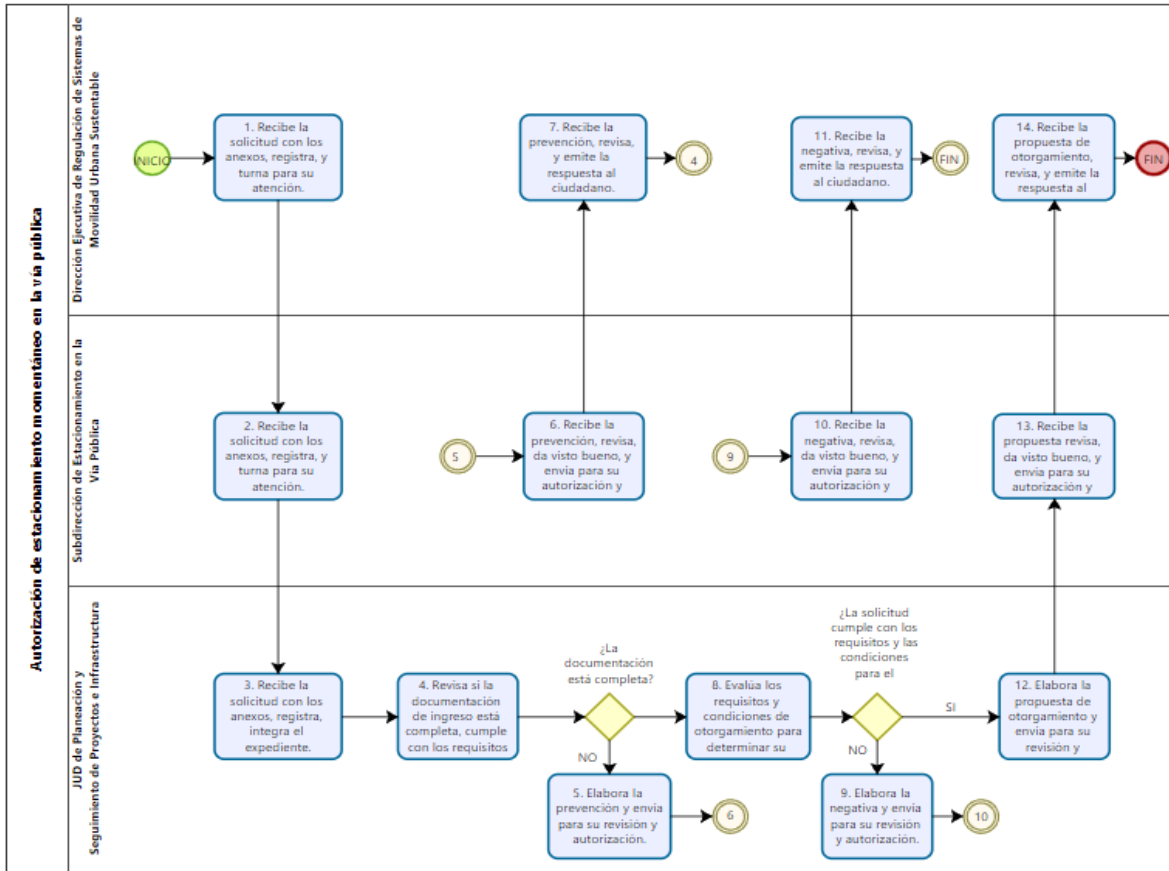 Autorización de estacionamiento momentáneo en la vía pública
Dirección Ejecutiva de Regulación de Sistemas de
Movilidad Urbana Sustentable
INICIO
1. Recibe la
solicitud con los
anexos, registra, y
turna para su
atención.
7. Recibe la
prevención, revisa,
y emite la
respuesta al
ciudadano.
4
11. Recibe la
negativa, revisa, y
emite la respuesta
al ciudadano.
FIN
14. Recibe la
propuesta de
otorgamiento,
revisa, y emite la
respuesta al
FIN
Subdirección de Estacionamiento en la
Vía Pública
2. Recibe la
solicitud con los
anexos, registra, y
turna para su
atención.
5
6. Recibe la
prevención, revisa,
da visto bueno, y
envía para su
autorización y
9
10. Recibe la
negativa, revisa,
da visto bueno, y
envía para su
autorización y
13. Recibe la
propuesta revisa,
da visto bueno, y
envía para su
autorización y
JUD de Planeación y
Seguimiento de Proyectos e Infraestructura
3. Recibe la
solicitud con los
anexos, registra,
integra el
expediente.
4. Revisa si la
documentación
de ingreso está
completa, cumple
con los requisitos
¿La
documentación
está completa?
NO
5. Elabora la
prevención y envía
para su revisión y
autorización.
6
8. Evalúa los
requisitos y
condiciones de
otorgamiento para
determinar su
¿La solicitud
cumple con los
requisitos y las
condiciones
para el
SI
NO
9. Elabora la
negativa y envía
para su revisión
y autorización.
10
12. Elabora la
propuesta de
otorgamiento y
envía para su
revisión y